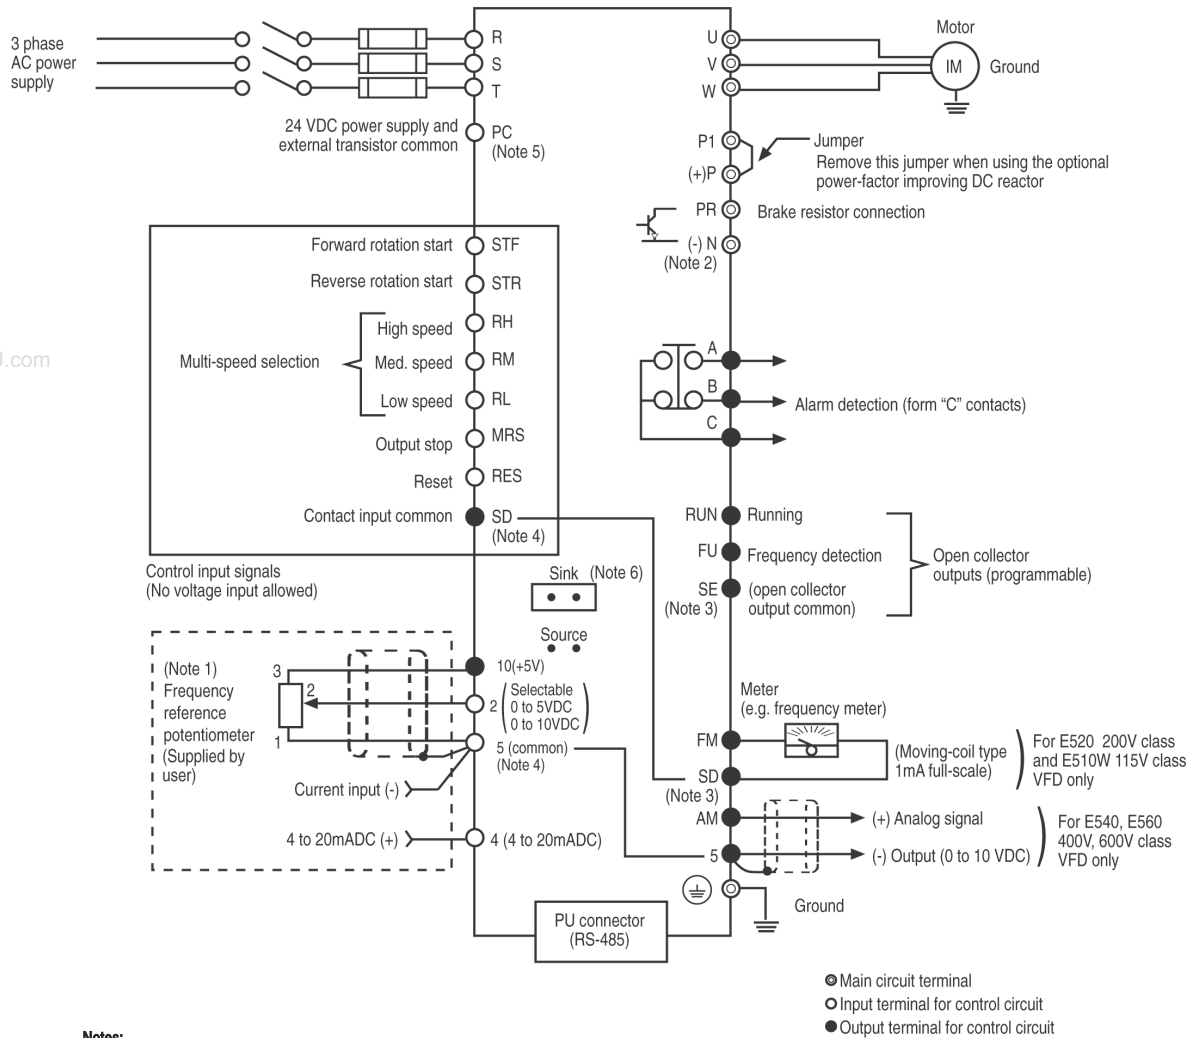 3 phase
AC power
supply
R
S
T
U
V
W
Motor
IM
Ground
24 VDC power supply and
external transistor common
PC
(Note 5)
P1
(+)P
Jumper
Remove this jumper when using the optional
power-factor improving DC reactor
PR
Brake resistor connection
(-) N
(Note 2)
Forward rotation start
STF
Reverse rotation start
STR
Multi-speed selection
High speed
RH
Med. speed
RM
Low speed
RL
Output stop
MRS
Reset
RES
Contact input common
SD
(Note 4)
Control input signals
(No voltage input allowed)
J.com
A
B
C
Alarm detection (form “C” contacts)
RUN
Running
FU
Frequency detection
SE
(Note 3)
(open collector
output common)
Open collector
outputs (programmable)
Sink
(Note 6)
Source
(Note 1)
Frequency
reference
potentiometer
(Supplied by
user)
3
2
1
10(+5V)
2
Selectable
0 to 5VDC
0 to 10VDC
5 (common)
(Note 4)
Current input (-)
4 to 20mADC (+)
4 (4 to 20mADC)
Meter
(e.g. frequency meter)
FM
SD
(Note 3)
(Moving-coil type
1mA full-scale)
For E520 200V class
and E510W 115V class
VFD only
AM
(+) Analog signal
5
(-) Output (0 to 10 VDC)
For E540, E560
400V, 600V class
VFD only
Ground
PU connector
(RS-485)
Main circuit terminal
Input terminal for control circuit
Output terminal for control circuit
Notes: